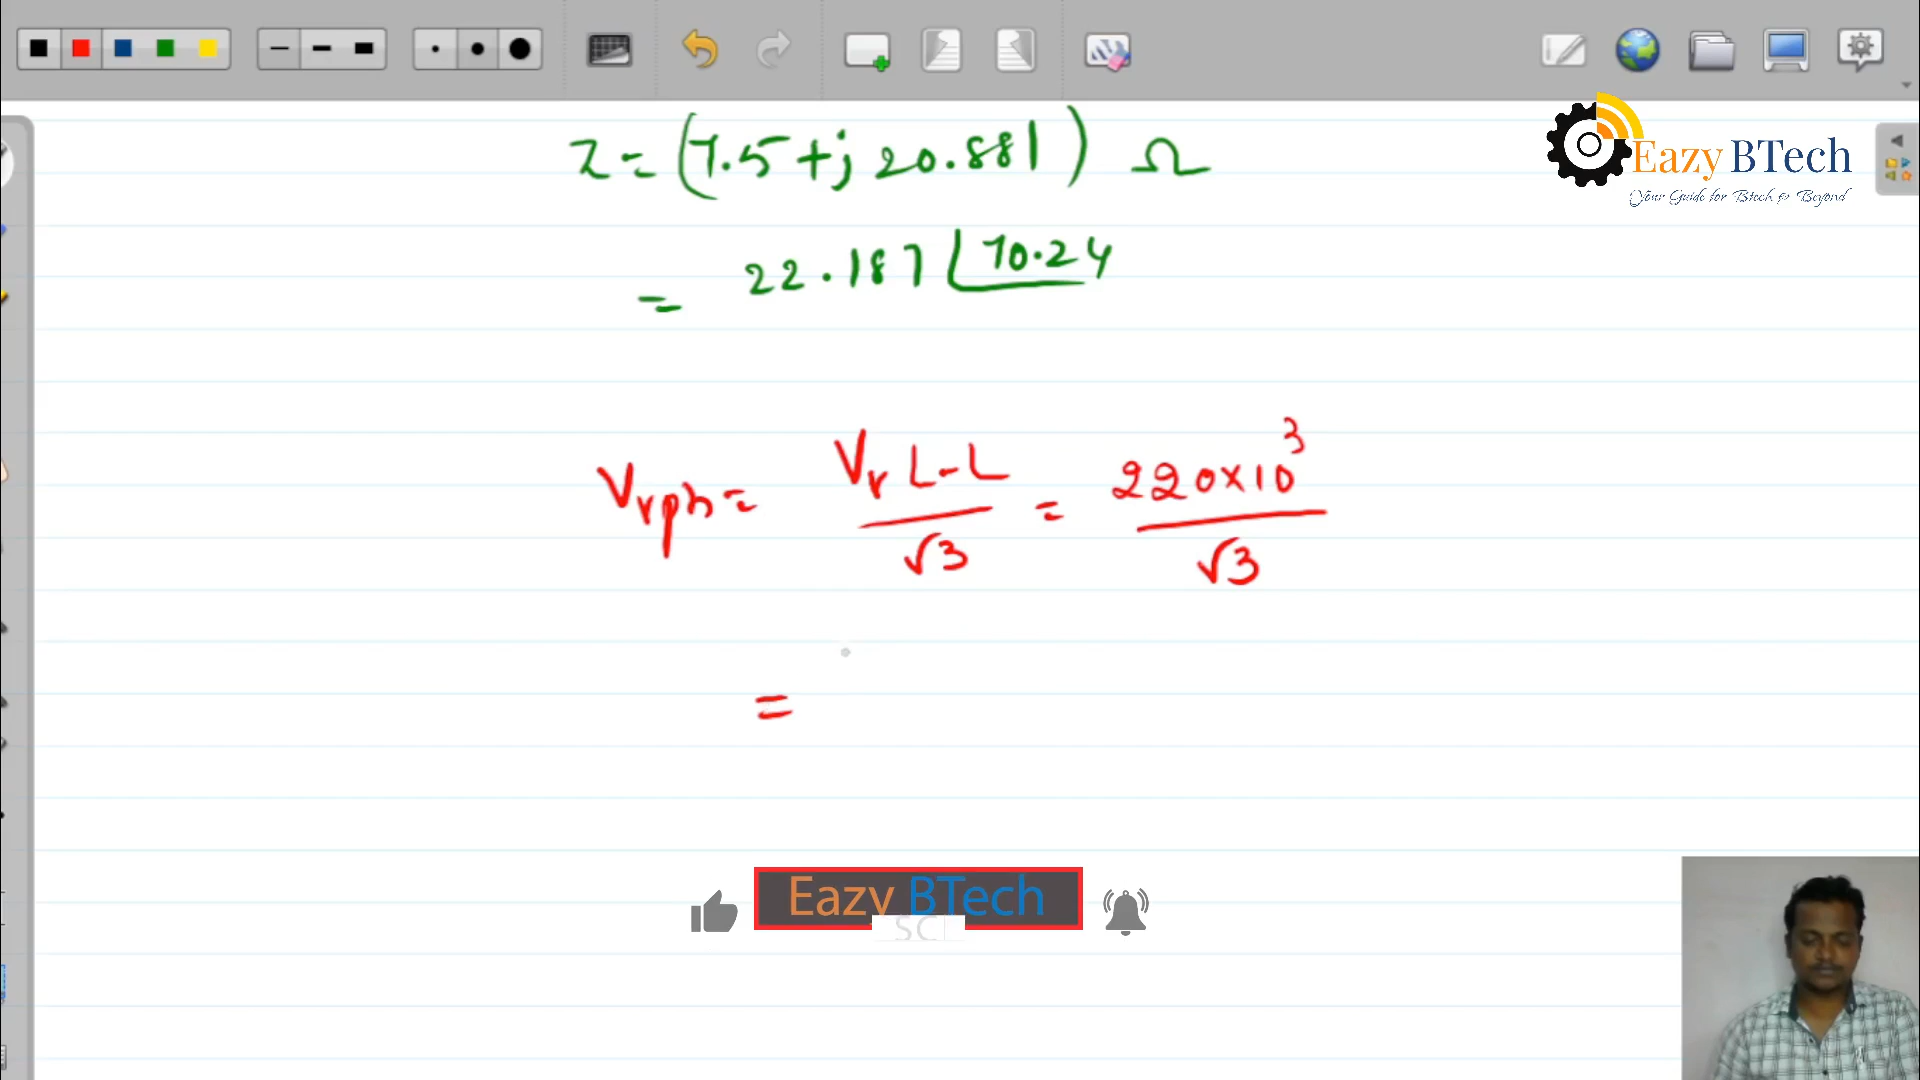 Eazy BTech
Your Guide for Btech & Beyond
Z = (7.5 + j 20.881) Ω
= 22.187 ∠70.24
Vrph = Vr L-L / √3 = 220×10³ / √3
=
Eazy BTech